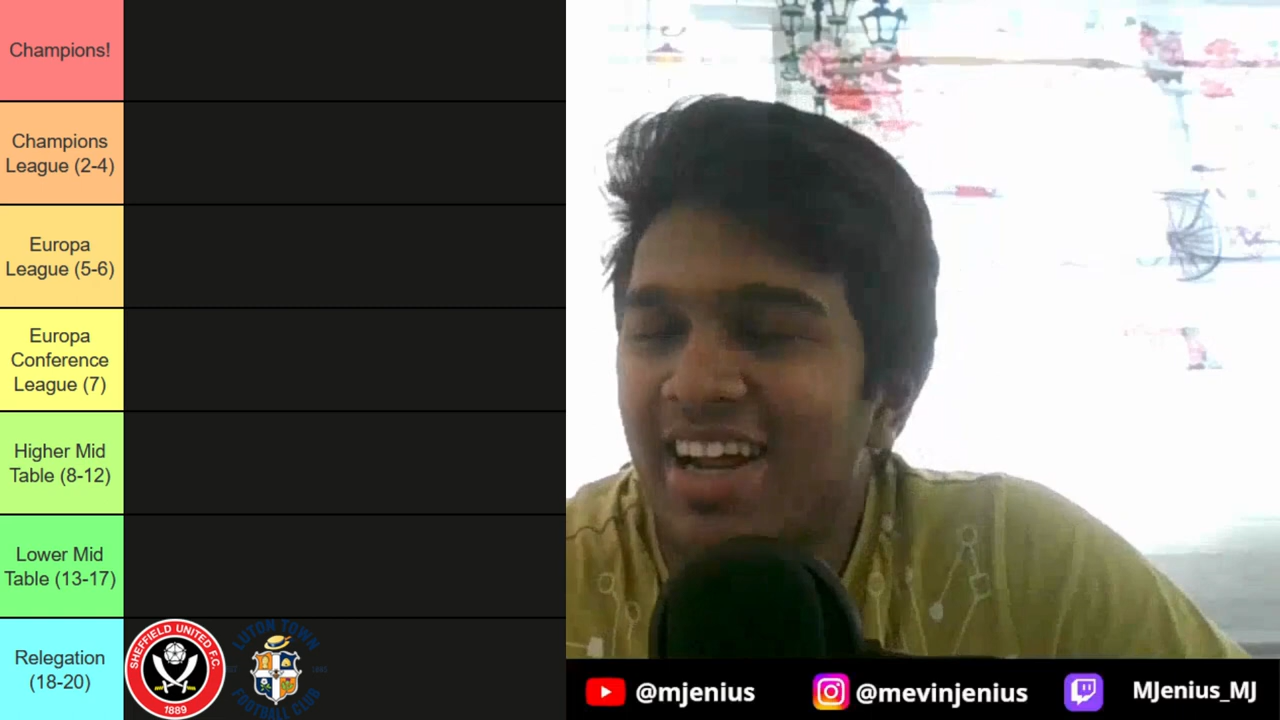 Champions!
Champions
League (2-4)
Europa
League (5-6)
Europa
Conference
League (7)
Higher Mid
Table (8-12)
Lower Mid
Table (13-17)
Relegation
(18-20)
SHEFFIELD UNITED F.C.
1889
LUTON TOWN
FOOTBALL CLUB
@mjenius
@mevinjenius
MJenius_MJ